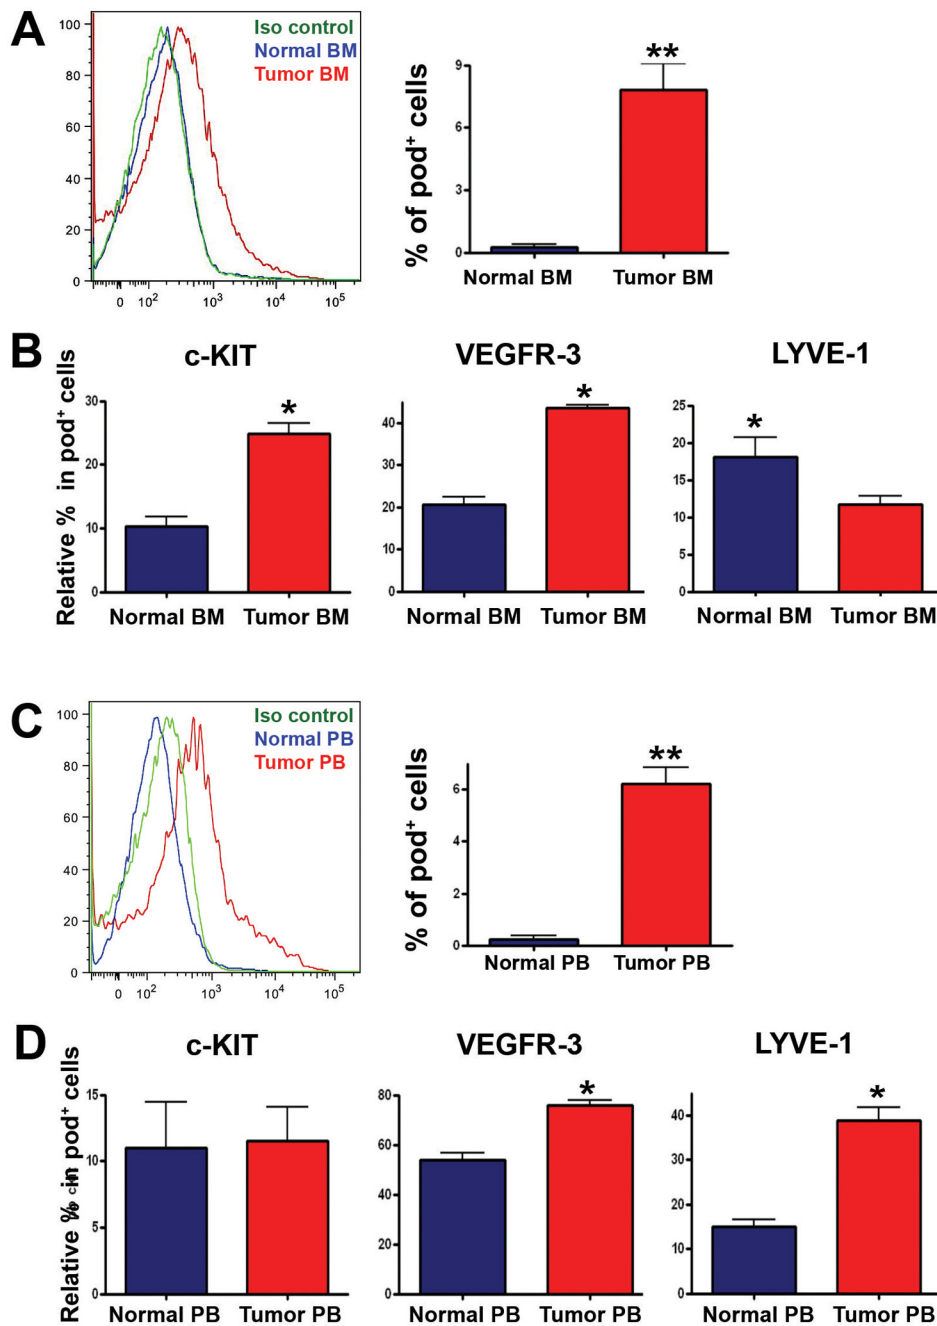 A
Iso control
Normal BM
Tumor BM
100
80
60
40
20
0
0 10² 10³ 10⁴ 10⁵
% of pod⁺ cells
9
6
3
0
**
Normal BM Tumor BM
B
c-KIT
Relative % in pod⁺ cells
30
20
10
0
*
Normal BM Tumor BM
VEGFR-3
40
30
20
10
0
*
Normal BM Tumor BM
LYVE-1
25
20
15
10
5
0
*
Normal BM Tumor BM
C
Iso control
Normal PB
Tumor PB
100
80
60
40
20
0
0 10² 10³ 10⁴ 10⁵
% of pod⁺ cells
6
4
2
0
**
Normal PB Tumor PB
D
c-KIT
Relative % in pod⁺ cells
15
10
5
0
Normal PB Tumor PB
VEGFR-3
80
60
40
20
0
*
Normal PB Tumor PB
LYVE-1
40
30
20
10
0
*
Normal PB Tumor PB